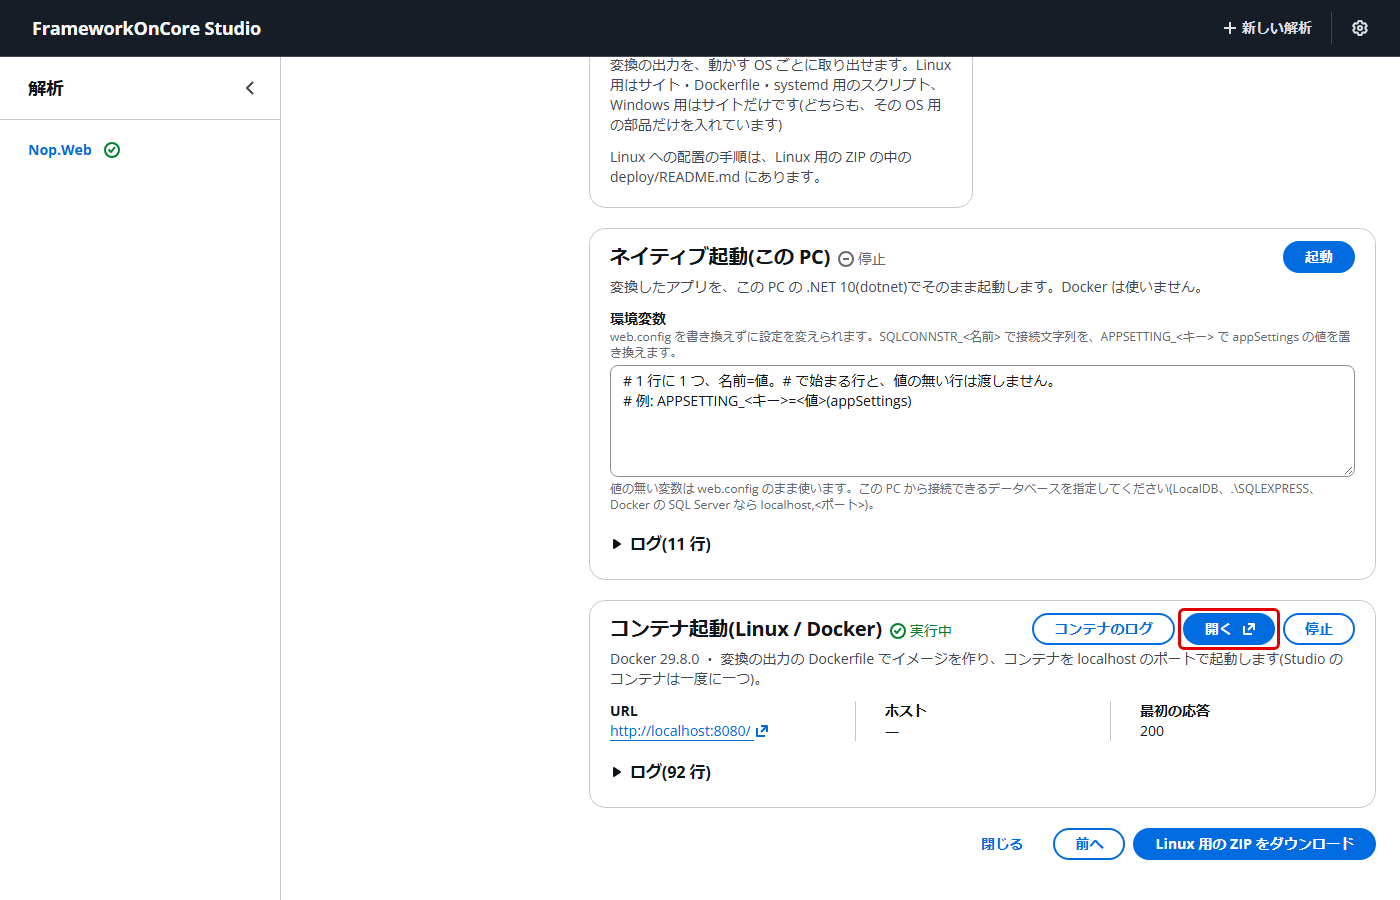 FrameworkOnCore Studio
新しい解析
解析
Nop.Web
変換の出力を、動かす OS ごとに取り出せます。Linux
用はサイト・Dockerfile・systemd 用のスクリプト、
Windows 用はサイトだけです(どちらも、その OS 用
の部品だけを入れています)
Linux への配置の手順は、Linux 用の ZIP の中の
deploy/README.md にあります。
ネイティブ起動(この PC) 停止
起動
変換したアプリを、この PC の .NET 10(dotnet)でそのまま起動します。Docker は使いません。
環境変数
web.config を書き換えずに設定を変えられます。SQLCONNSTR_<名前> で接続文字列を、APPSETTING_<キー> で appSettings の値を置
き換えます。
# 1 行に 1 つ、名前=値。# で始まる行と、値の無い行は渡しません。
# 例: APPSETTING_<キー>=<値>(appSettings)
値の無い変数は web.config のまま使います。この PC から接続できるデータベースを指定してください(LocalDB、.\SQLEXPRESS、
Docker の SQL Server なら localhost,<ポート>)。
ログ(11 行)
コンテナ起動(Linux / Docker) 実行中
コンテナのログ
開く
停止
Docker 29.8.0 ・ 変換の出力の Dockerfile でイメージを作り、コンテナを localhost のポートで起動します(Studio の
コンテナは一度に一つ)。
URL
http://localhost:8080/
ホスト
—
最初の応答
200
ログ(92 行)
閉じる
前へ
Linux 用の ZIP をダウンロード